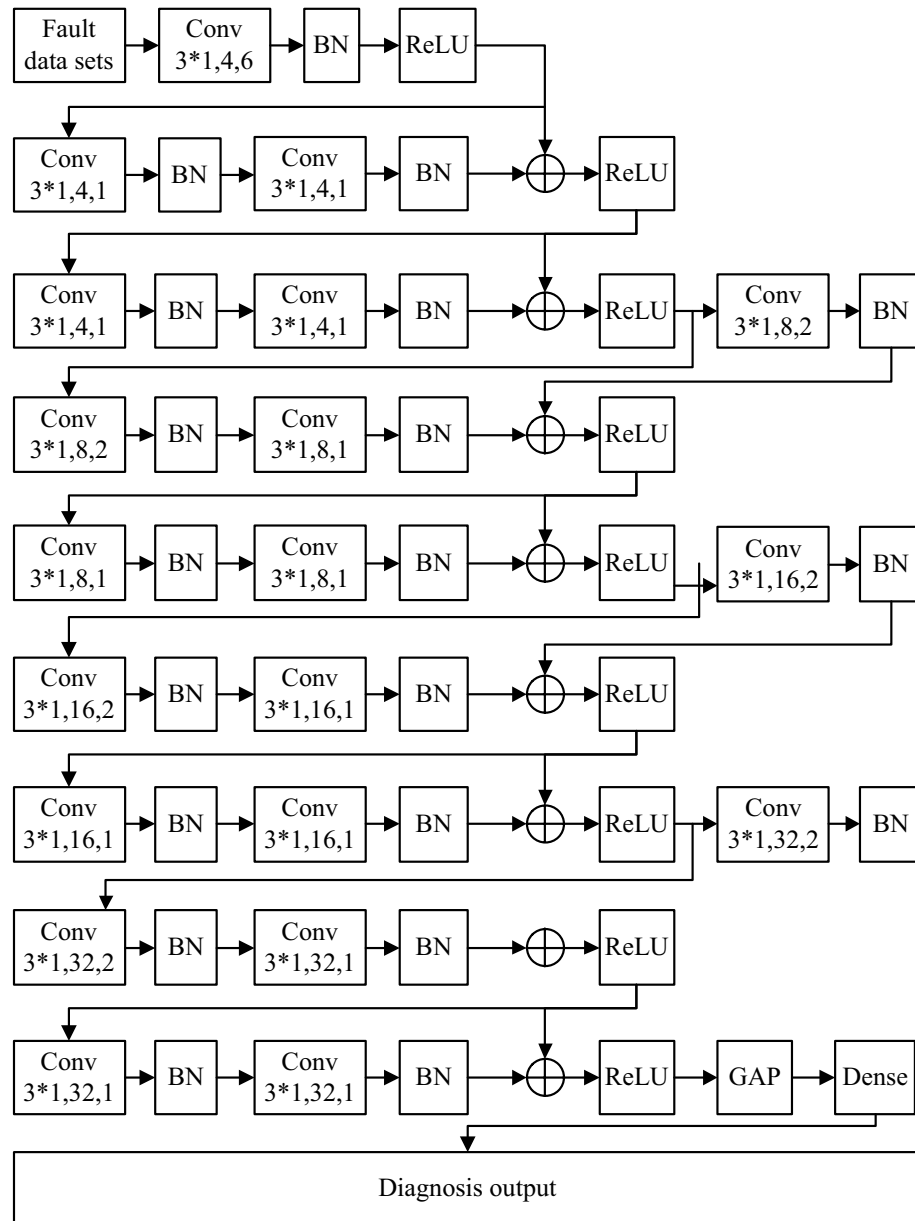 Fault
data sets
Conv
3*1,4,6
BN
ReLU
Conv
3*1,4,1
BN
Conv
3*1,4,1
BN
ReLU
Conv
3*1,4,1
BN
Conv
3*1,4,1
BN
ReLU
Conv
3*1,8,2
BN
Conv
3*1,8,2
BN
Conv
3*1,8,1
BN
ReLU
Conv
3*1,8,1
BN
Conv
3*1,8,1
BN
ReLU
Conv
3*1,16,2
BN
Conv
3*1,16,2
BN
Conv
3*1,16,1
BN
ReLU
Conv
3*1,16,1
BN
Conv
3*1,16,1
BN
ReLU
Conv
3*1,32,2
BN
Conv
3*1,32,2
BN
Conv
3*1,32,1
BN
ReLU
Conv
3*1,32,1
BN
Conv
3*1,32,1
BN
ReLU
GAP
Dense
Diagnosis output